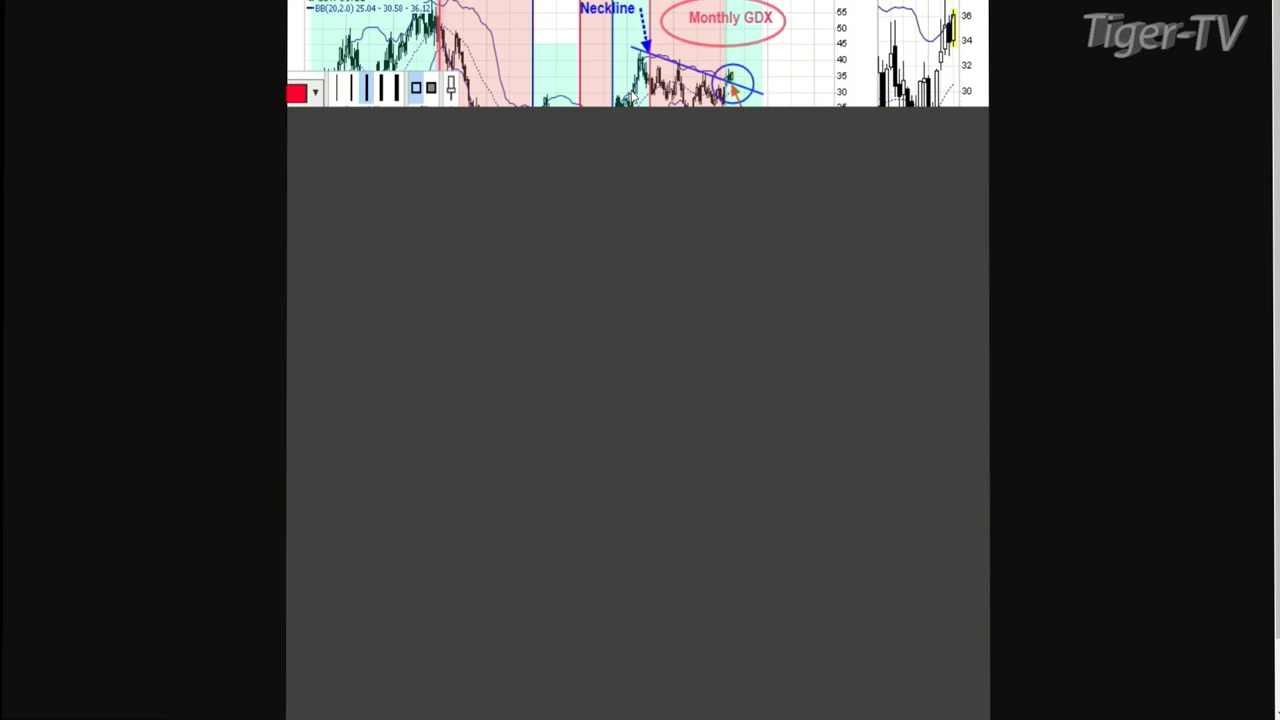 BB(20,2.0) 25.04 - 30.58 - 36.12
Neckline
Monthly GDX
55
50
45
40
35
30
25
36
34
32
30
Tiger-TV